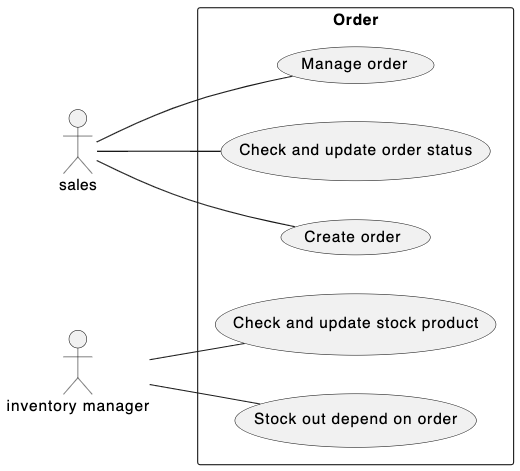 Order
Manage order
Check and update order status
sales
Create order
Check and update stock product
inventory manager
Stock out depend on order